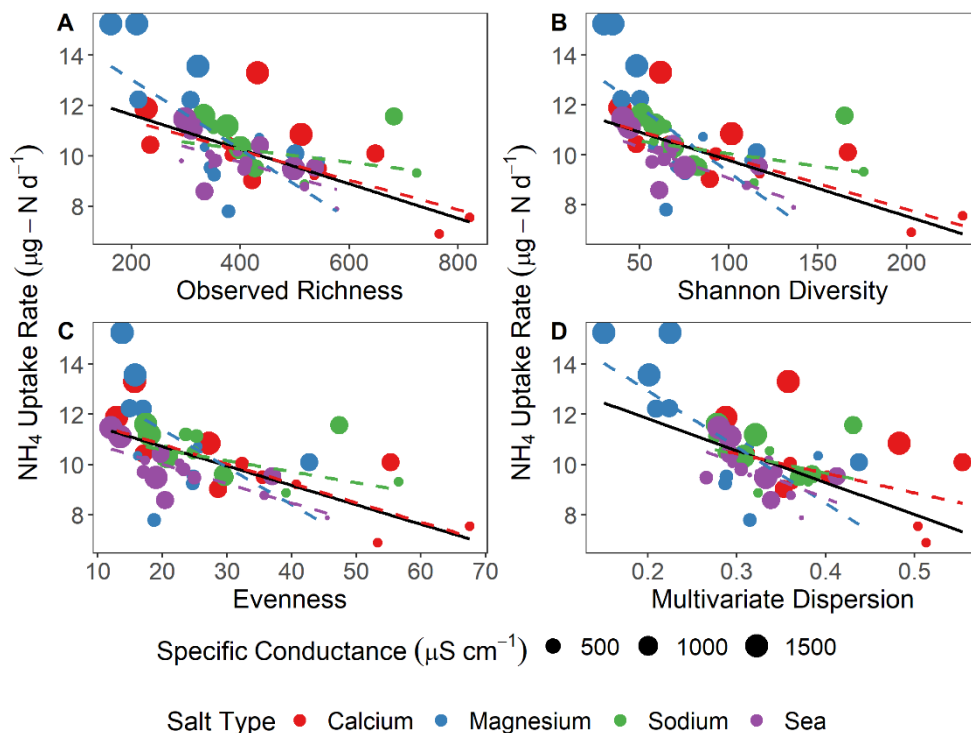 A
B
NH₄ Uptake Rate (μg−N d⁻¹)
14
12
10
8
200
400
600
800
Observed Richness
NH₄ Uptake Rate (μg−N d⁻¹)
14
12
10
8
50
100
150
200
Shannon Diversity
C
D
14
12
10
8
10
20
30
40
50
60
70
Evenness
14
12
10
8
0.2
0.3
0.4
0.5
Multivariate Dispersion
Specific Conductance (μS cm⁻¹) 500 1000 1500
Salt Type Calcium Magnesium Sodium Sea